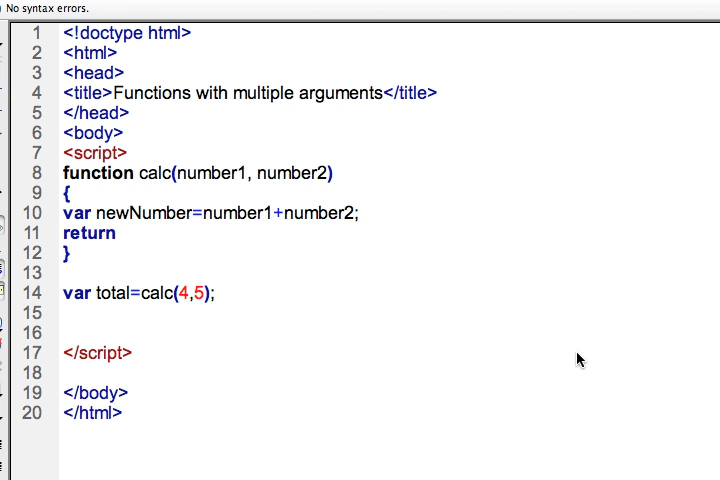 No syntax errors.
1 <!doctype html>
2 <html>
3 <head>
4 <title>Functions with multiple arguments</title>
5 </head>
6 <body>
7 <script>
8 function calc(number1, number2)
9 {
10 var newNumber=number1+number2;
11 return
12 }
13
14 var total=calc(4,5);
15
16
17 </script>
18
19 </body>
20 </html>